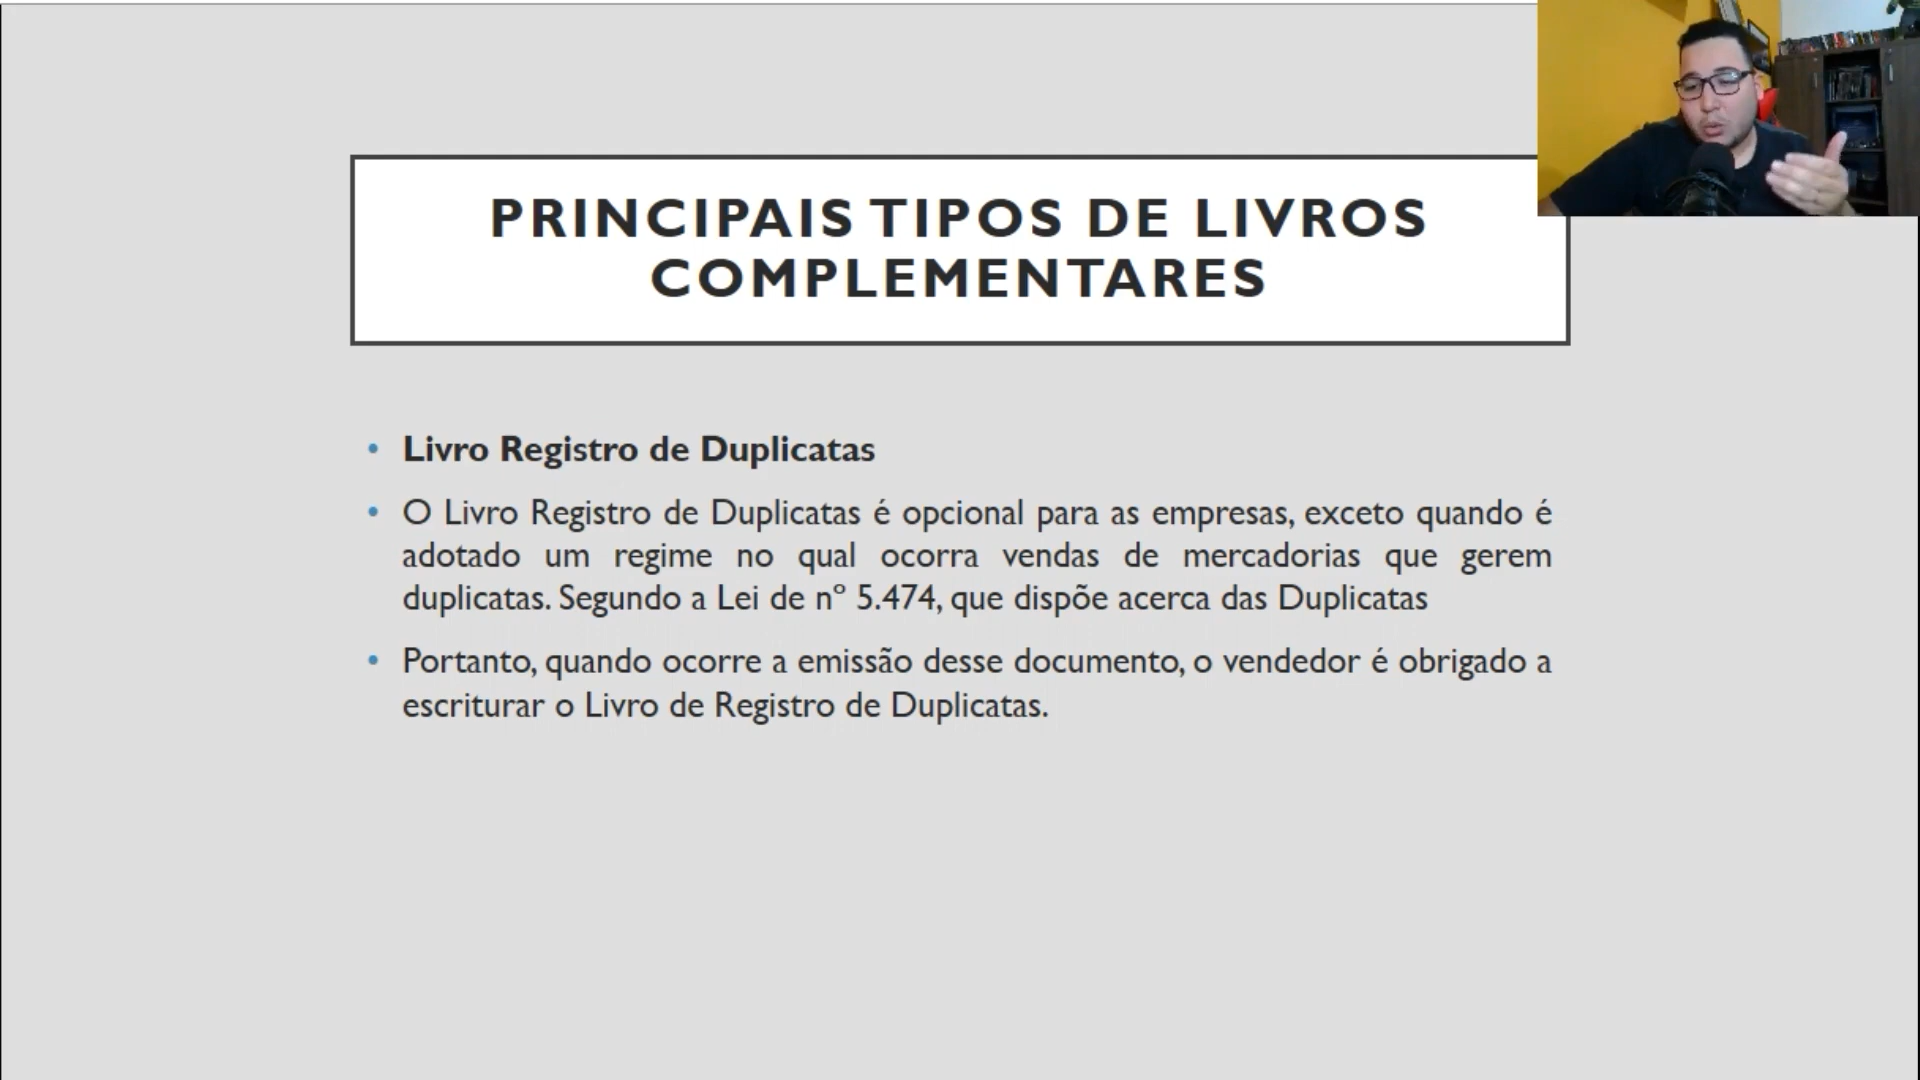 PRINCIPAIS TIPOS DE LIVROS
COMPLEMENTARES
• Livro Registro de Duplicatas
• O Livro Registro de Duplicatas é opcional para as empresas, exceto quando é
adotado um regime no qual ocorra vendas de mercadorias que gerem
duplicatas. Segundo a Lei de nº 5.474, que dispõe acerca das Duplicatas
• Portanto, quando ocorre a emissão desse documento, o vendedor é obrigado a
escriturar o Livro de Registro de Duplicatas.